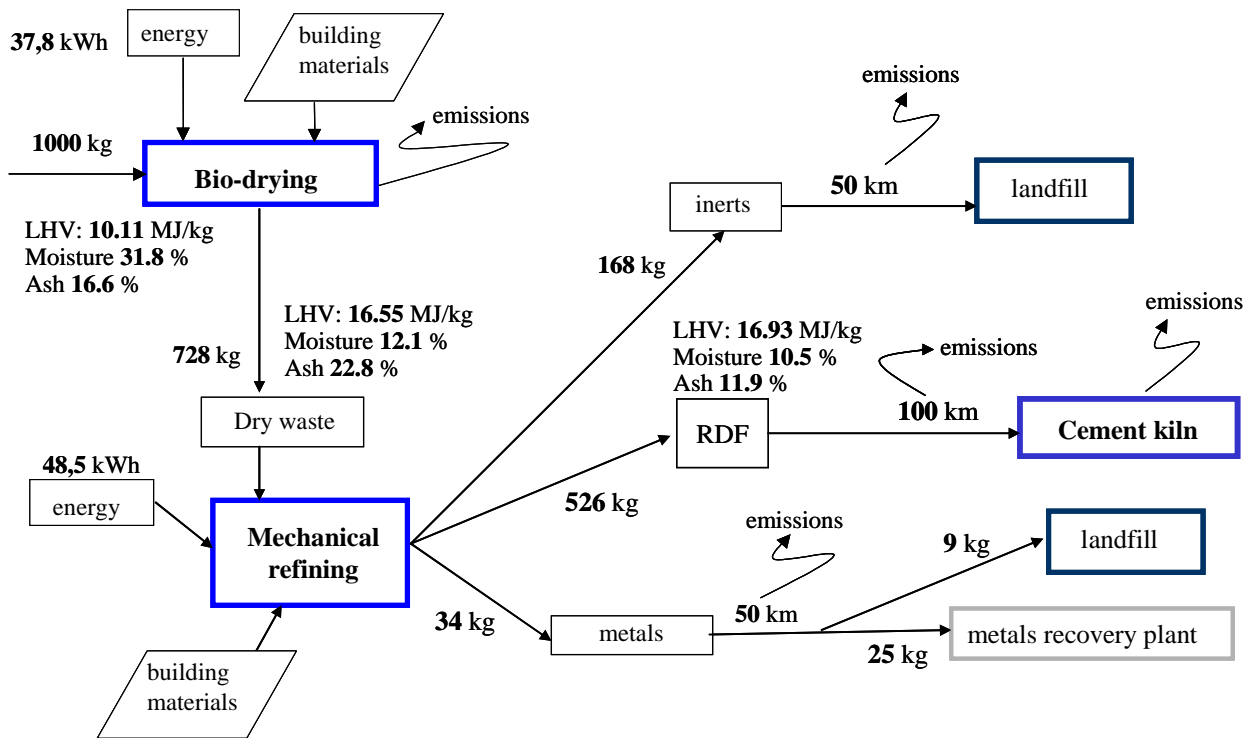 37,8 kWh
energy
building
materials
emissions
1000 kg
Bio-drying
LHV: 10.11 MJ/kg
Moisture 31.8 %
Ash 16.6 %
728 kg
LHV: 16.55 MJ/kg
Moisture 12.1 %
Ash 22.8 %
Dry waste
48,5 kWh
energy
Mechanical
refining
building
materials
168 kg
inerts
emissions
50 km
landfill
526 kg
LHV: 16.93 MJ/kg
Moisture 10.5 %
Ash 11.9 %
RDF
emissions
100 km
emissions
Cement kiln
34 kg
metals
emissions
50 km
9 kg
landfill
25 kg
metals recovery plant